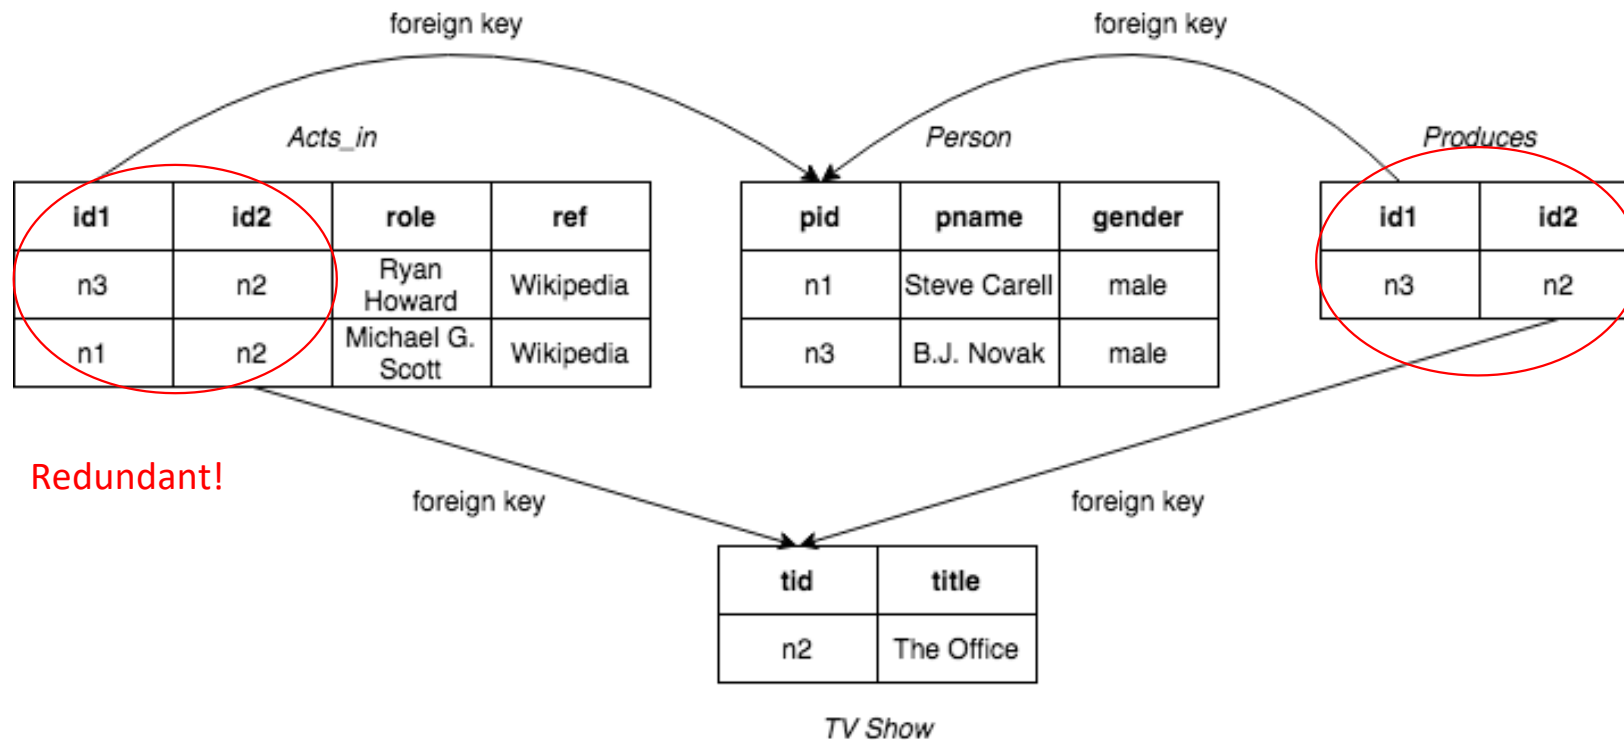 foreign key
foreign key
Acts_in
Person
Produces
id1 id2 role ref
n3 n2 Ryan Howard Wikipedia
n1 n2 Michael G. Scott Wikipedia
pid pname gender
n1 Steve Carell male
n3 B.J. Novak male
id1 id2
n3 n2
Redundant!
foreign key
foreign key
tid title
n2 The Office
TV Show